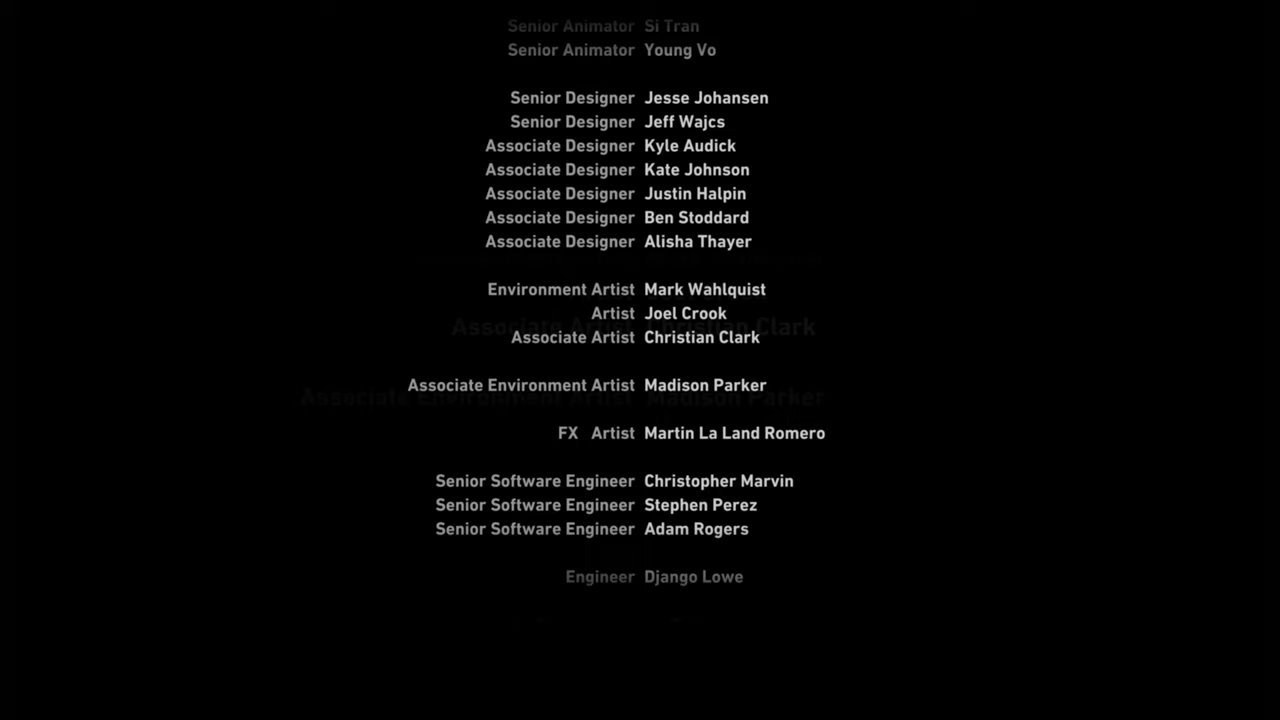 Senior Animator Si Tran
Senior Animator Young Vo
Senior Designer Jesse Johansen
Senior Designer Jeff Wajcs
Associate Designer Kyle Audick
Associate Designer Kate Johnson
Associate Designer Justin Halpin
Associate Designer Ben Stoddard
Associate Designer Alisha Thayer
Environment Artist Mark Wahlquist
Artist Joel Crook
Associate Artist Christian Clark
Associate Environment Artist Madison Parker
FX Artist Martin La Land Romero
Senior Software Engineer Christopher Marvin
Senior Software Engineer Stephen Perez
Senior Software Engineer Adam Rogers
Engineer Django Lowe